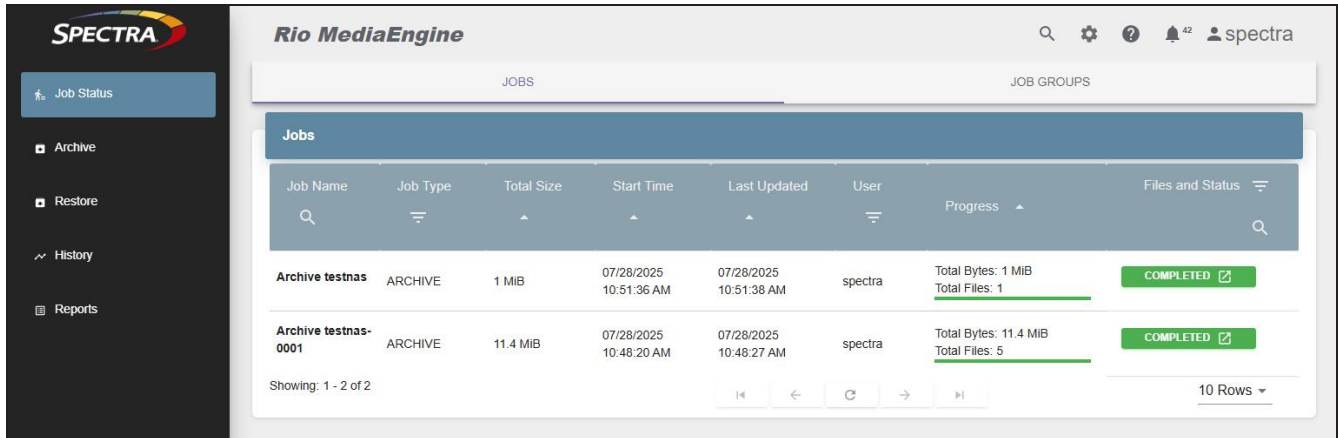 SPECTRA
Rio MediaEngine
42
spectra
Job Status
Archive
Restore
History
Reports
JOBS
JOB GROUPS
Jobs
Job Name
Job Type
Total Size
Start Time
Last Updated
User
Progress
Files and Status
Archive testnas
ARCHIVE
1 MiB
07/28/2025
10:51:36 AM
07/28/2025
10:51:38 AM
spectra
Total Bytes: 1 MiB
Total Files: 1
COMPLETED
Archive testnas-
0001
ARCHIVE
11.4 MiB
07/28/2025
10:48:20 AM
07/28/2025
10:48:27 AM
spectra
Total Bytes: 11.4 MiB
Total Files: 5
COMPLETED
Showing: 1 - 2 of 2
10 Rows